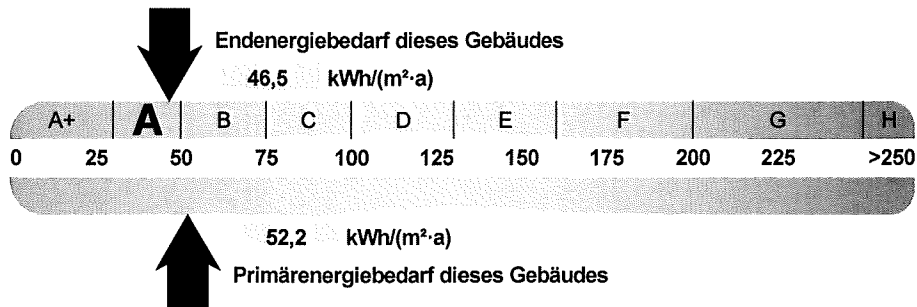 Endenergiebedarf dieses Gebäudes
46,5 kWh/(m²·a)
A+ A B C D E F G H
0 25 50 75 100 125 150 175 200 225 >250
52,2 kWh/(m²·a)
Primärenergiebedarf dieses Gebäudes